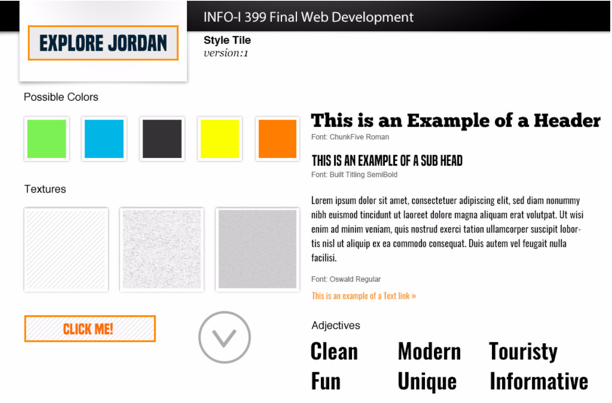 INFO-I 399 Final Web Development
EXPLORE JORDAN
Style Tile
version:1
Possible Colors
Textures
CLICK ME!
This is an Example of a Header
Font: ChunkFive Roman
THIS IS AN EXAMPLE OF A SUB HEAD
Font: Built Titling SemiBold
Lorem ipsum dolor sit amet, consectetuer adipiscing elit, sed diam nonummy
nibh euismod tincidunt ut laoreet dolore magna aliquam erat volutpat. Ut wisi
enim ad minim veniam, quis nostrud exerci tation ullamcorper suscipit lobor-
tis nisl ut aliquip ex ea commodo consequat. Duis autem vel feugait nulla
facilisi.
Font: Oswald Regular
This is an example of a Text link »
Adjectives
Clean Modern Touristy
Fun Unique Informative